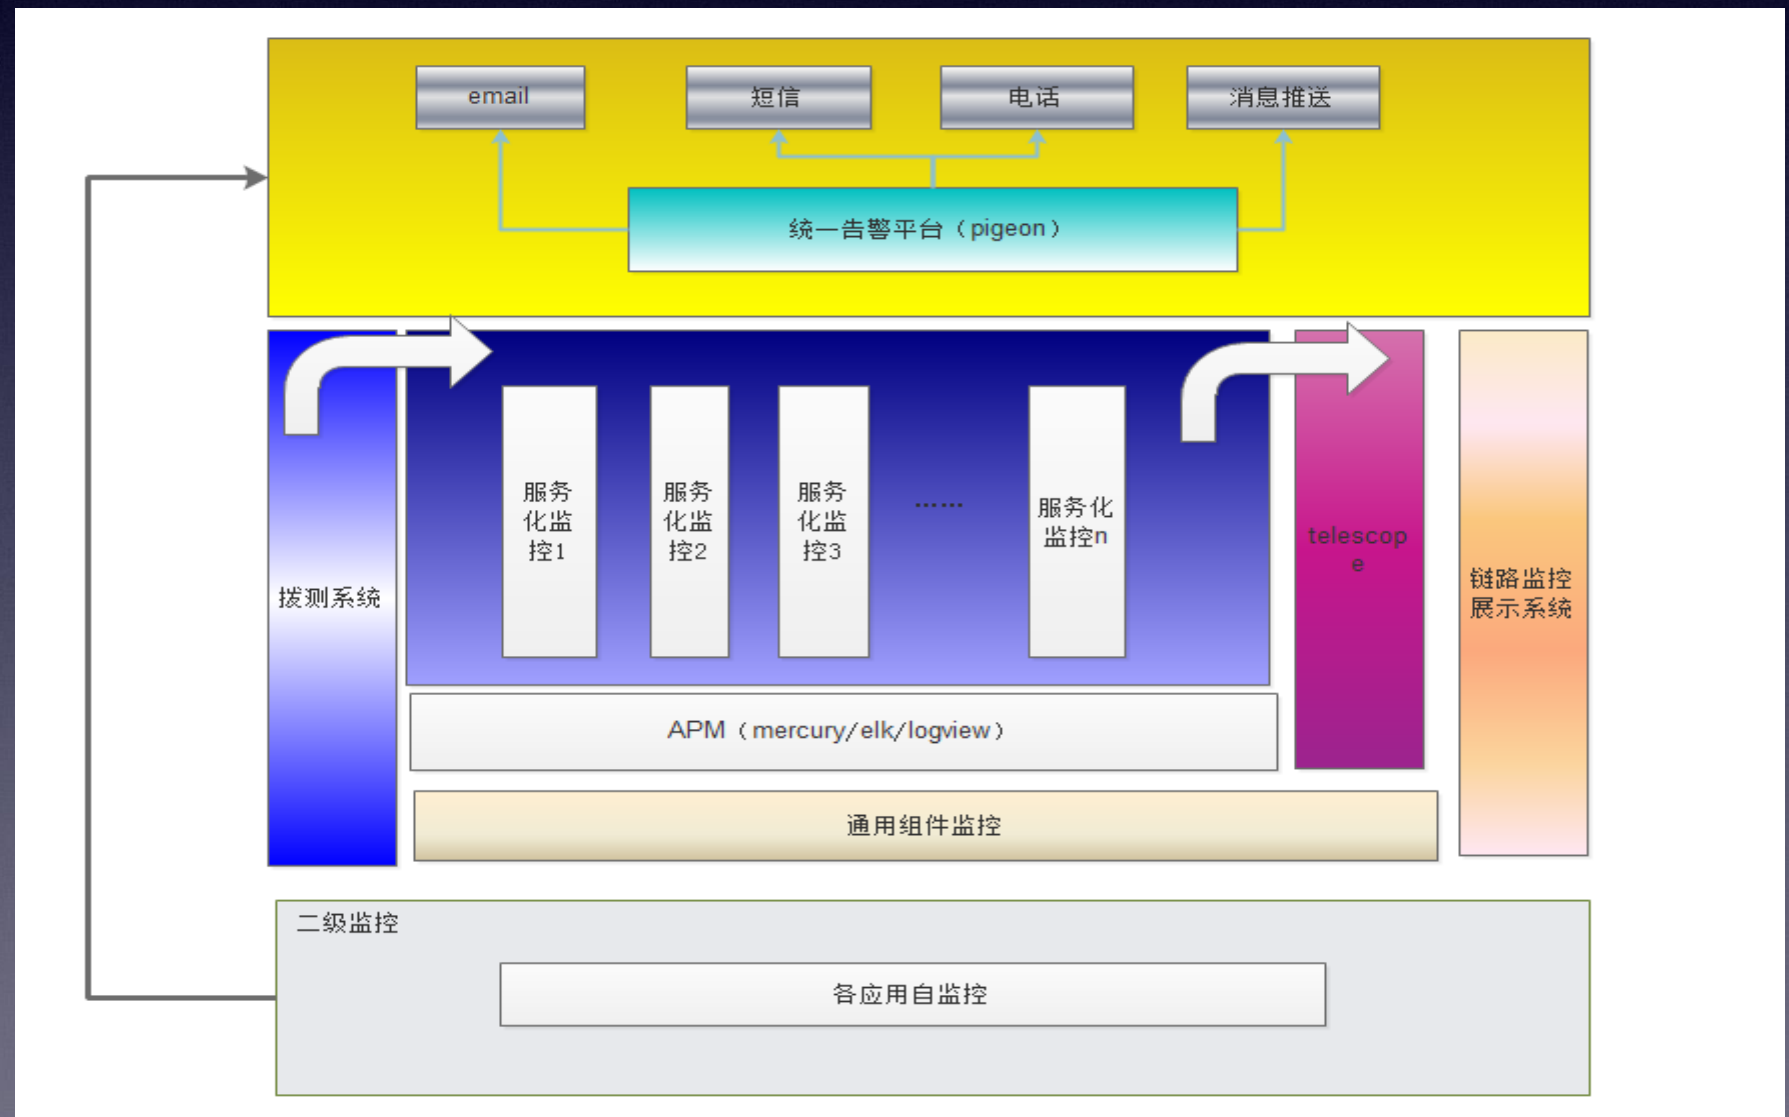 email
短信
电话
消息推送
统一告警平台（pigeon）
拨测系统
服务
化监
控1
服务
化监
控2
服务
化监
控3
……
服务化
监控n
telescop
e
链路监控
展示系统
APM（mercury/elk/logview）
通用组件监控
二级监控
各应用自监控